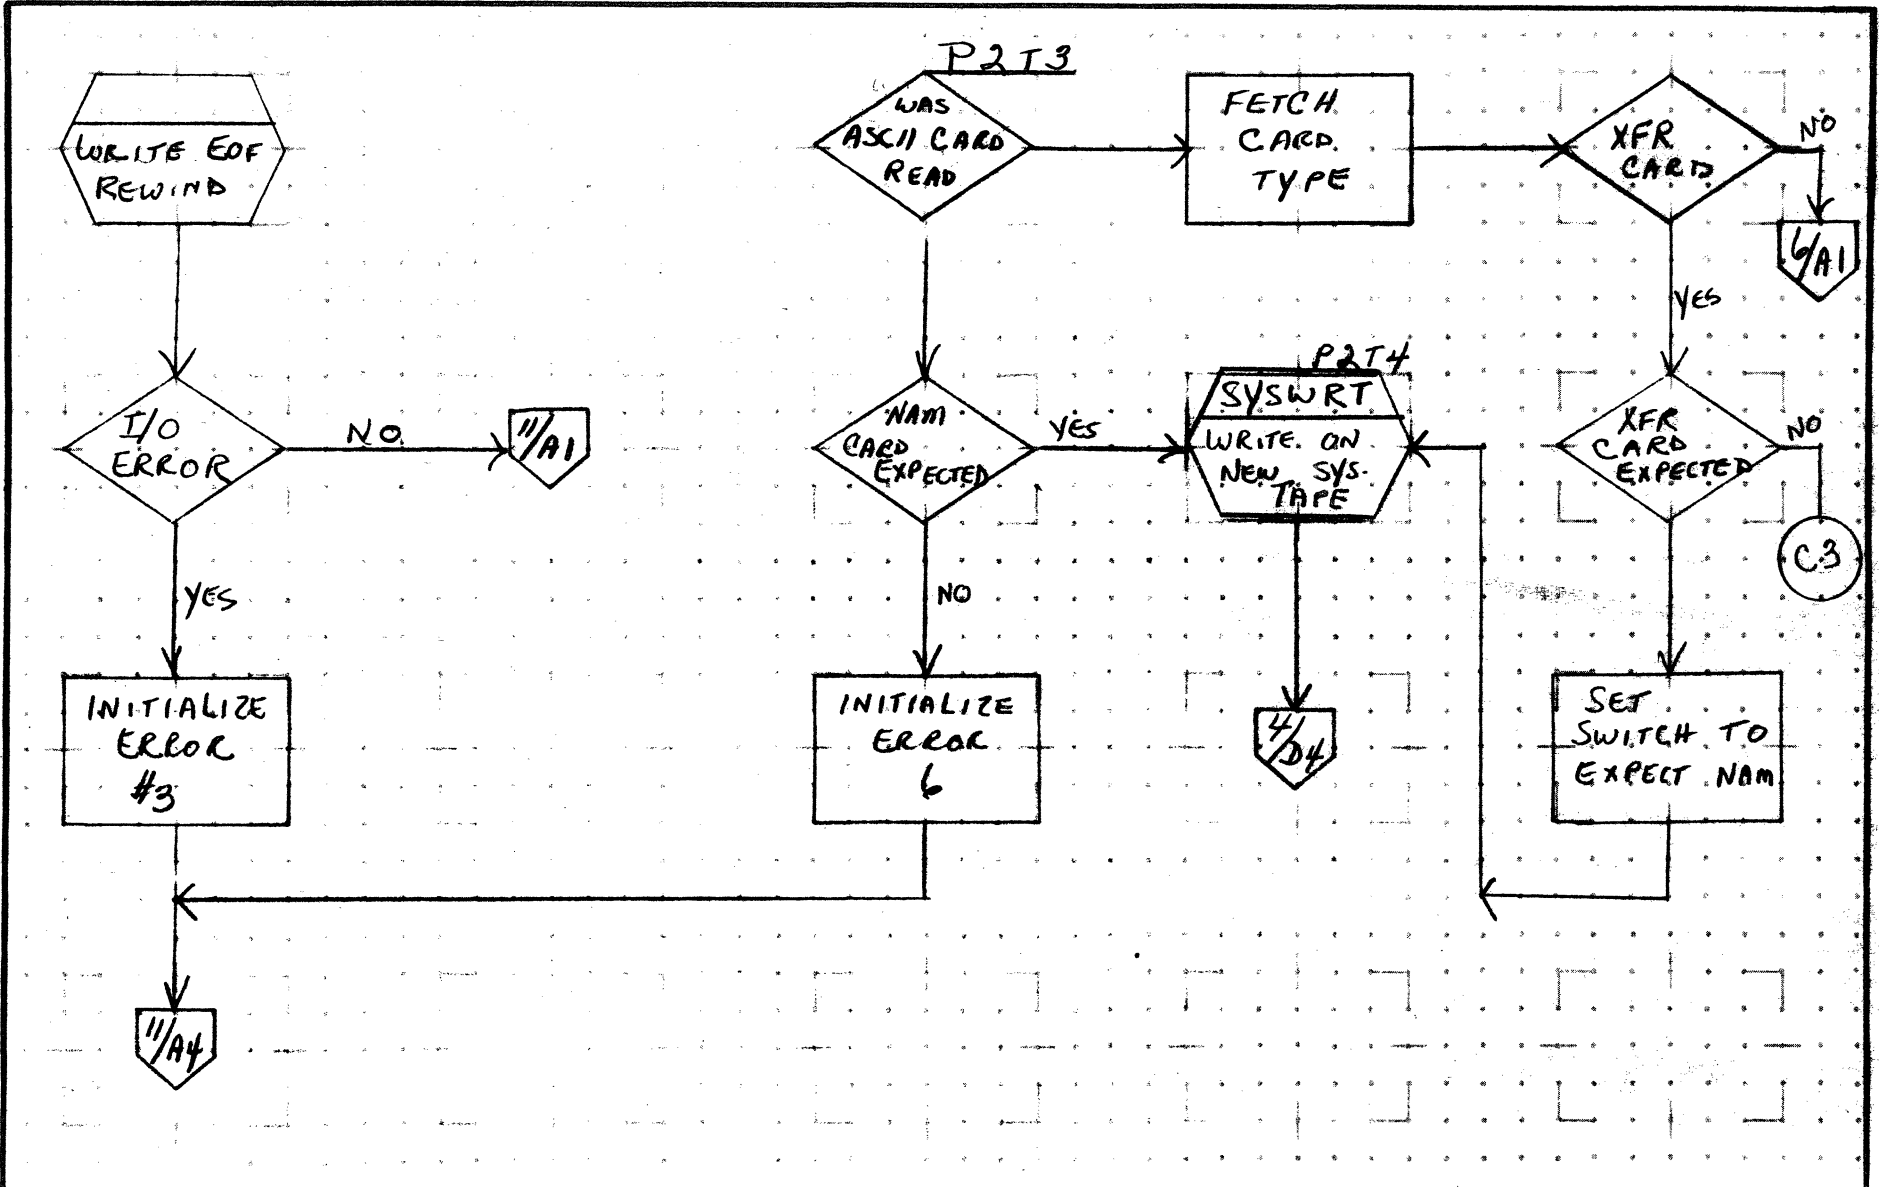 P2T3
WRITE EOF
REWIND
WAS
ASCII CARD
READ
FETCH
CARD
TYPE
XFR
CARD
NO
6/A1
YES
I/O
ERROR
NO
11/A1
YES
NAM
CARD
EXPECTED
YES
NO
P2T4
SYSWRT
WRITE ON
NEW SYS.
TAPE
XFR
CARD
EXPECTED
NO
C3
INITIALIZE
ERROR
#3
INITIALIZE
ERROR
6
4/D4
SET
SWITCH TO
EXPECT NAM
11/A4